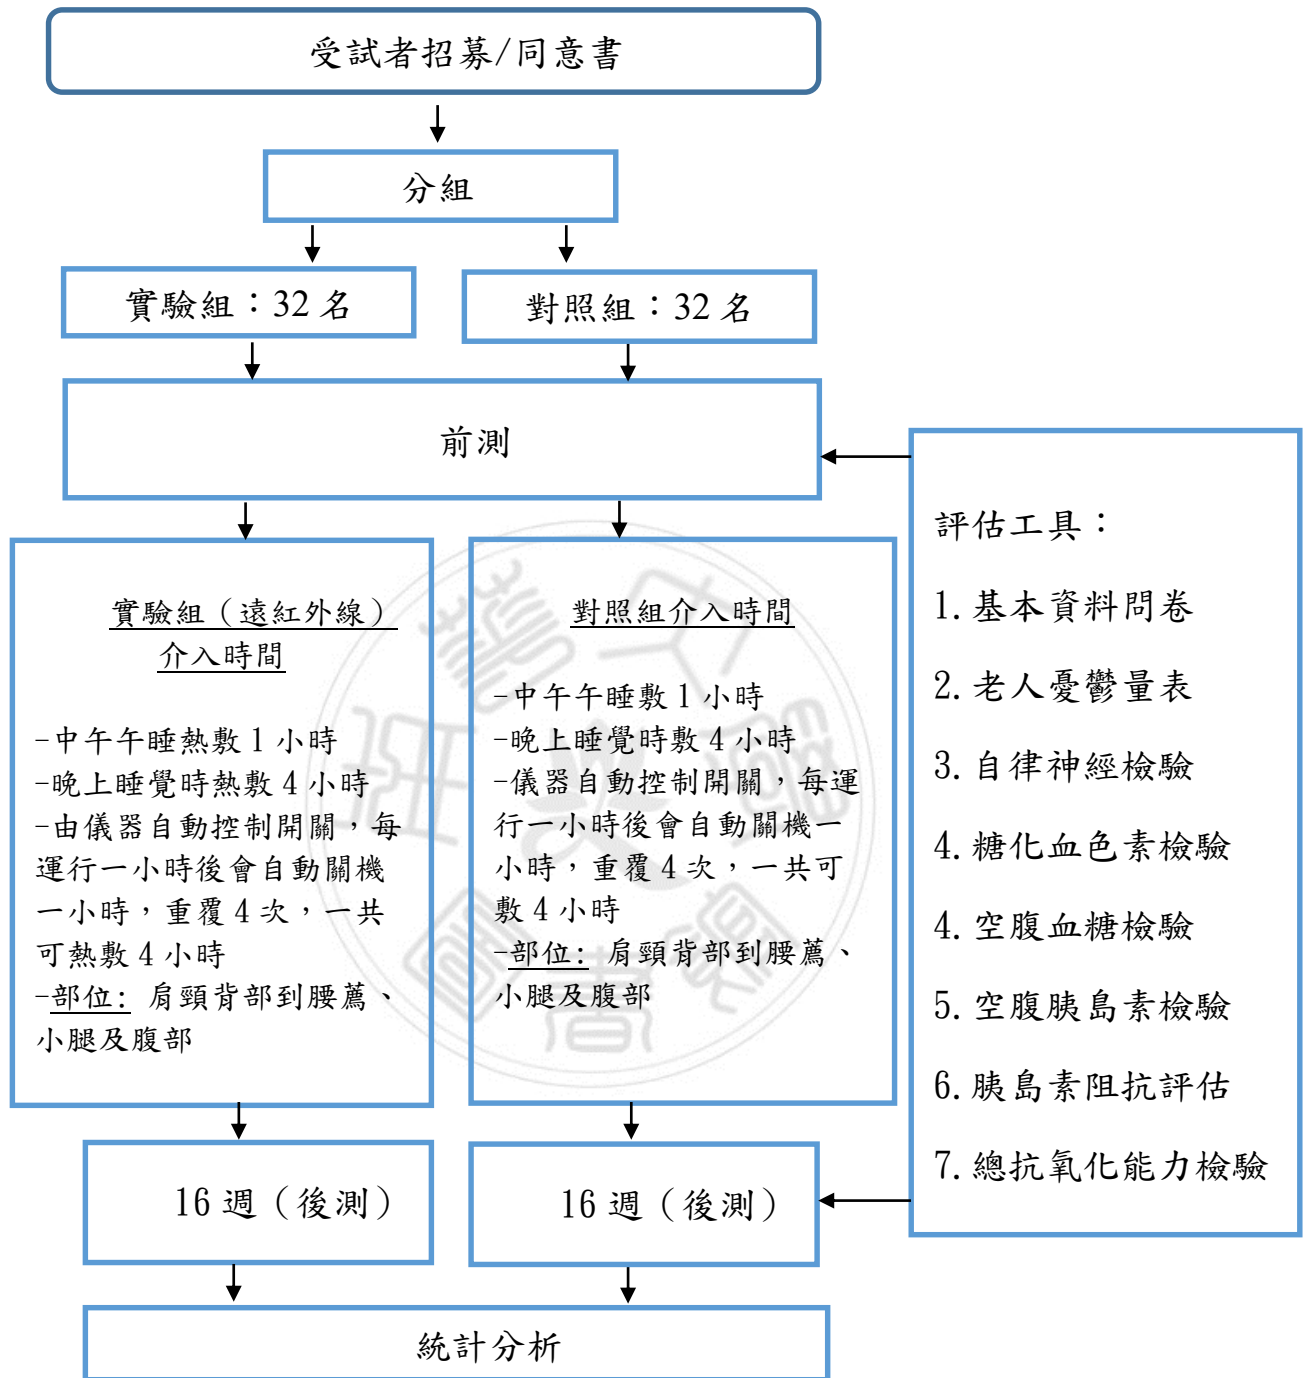 受試者招募/同意書
分組
實驗組：32 名
對照組：32 名
前測
實驗組（遠紅外線）
介入時間
-中午午睡熱敷 1 小時
-晚上睡覺時熱敷 4 小時
-由儀器自動控制開關，每
運行一小時後會自動關機
一小時，重覆 4 次，一共
可熱敷 4 小時
-部位: 肩頸背部到腰薦、
小腿及腹部
對照組介入時間
-中午午睡敷 1 小時
-晚上睡覺時敷 4 小時
-儀器自動控制開關，每運
行一小時後會自動關機一
小時，重覆 4 次，一共可
敷 4 小時
-部位: 肩頸背部到腰薦、
小腿及腹部
評估工具：
1. 基本資料問卷
2. 老人憂鬱量表
3. 自律神經檢驗
4. 糖化血色素檢驗
4. 空腹血糖檢驗
5. 空腹胰島素檢驗
6. 胰島素阻抗評估
7. 總抗氧化能力檢驗
16 週（後測）
16 週（後測）
統計分析